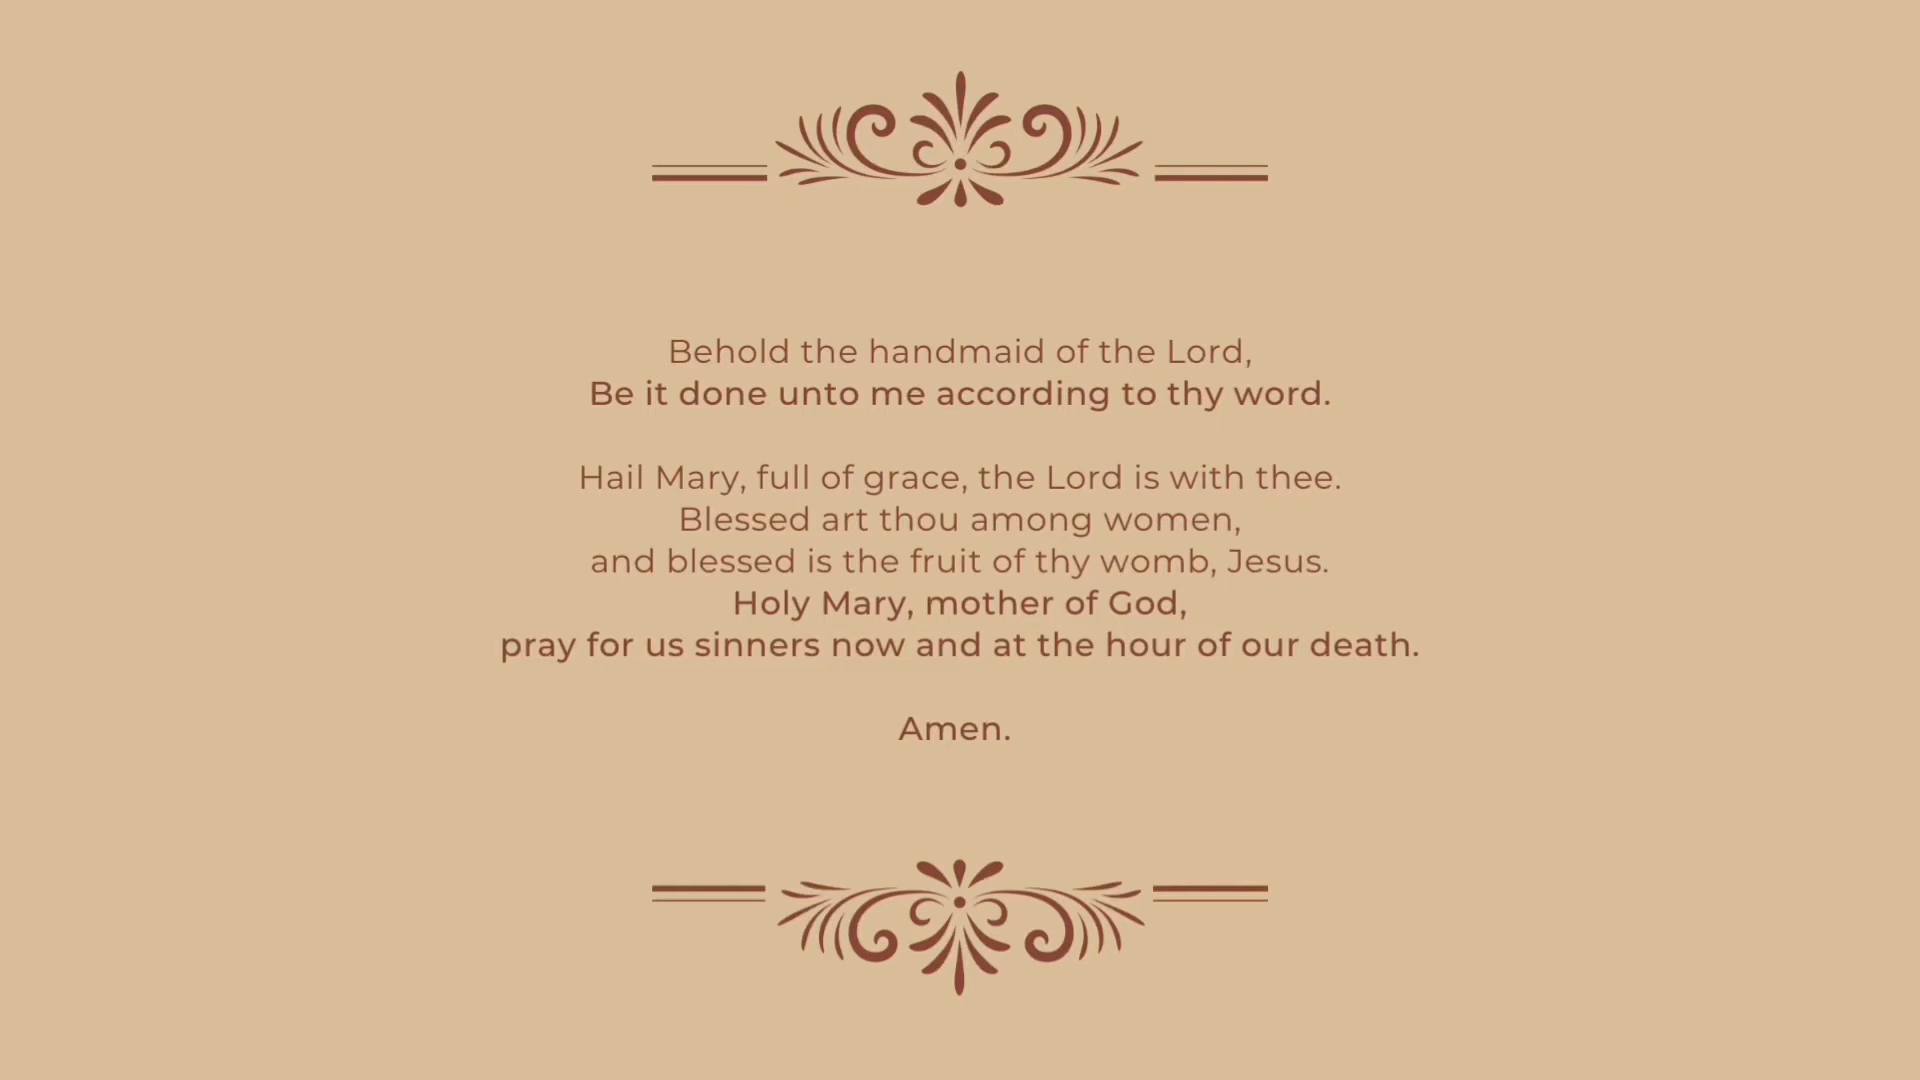 Behold the handmaid of the Lord,
Be it done unto me according to thy word.
Hail Mary, full of grace, the Lord is with thee.
Blessed art thou among women,
and blessed is the fruit of thy womb, Jesus.
Holy Mary, mother of God,
pray for us sinners now and at the hour of our death.
Amen.